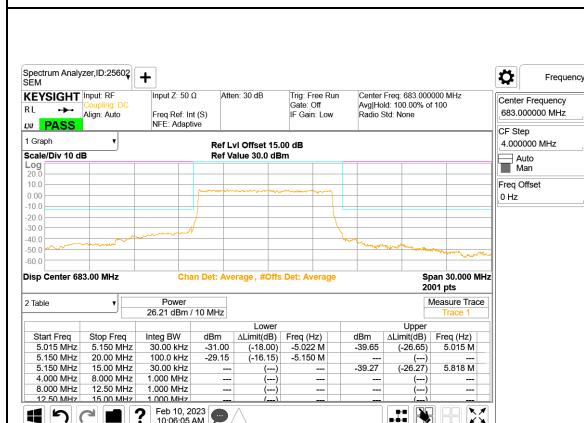 Spectrum Analyzer,ID:25602
SEM
Frequency
KEYSIGHT Input: RF Input Z: 50 Ω Atten: 30 dB Trig: Free Run Center Freq: 683.000000 MHz
RL Coupling: DC Gate: Off Avg|Hold: 100.00% of 100
Align: Auto Freq Ref: Int (S) IF Gain: Low Radio Std: None
NFE: Adaptive
PASS
Center Frequency
683.000000 MHz
CF Step
4.000000 MHz
Auto
Man
Freq Offset
0 Hz
1 Graph
Ref Lvl Offset 15.00 dB
Scale/Div 10 dB Ref Value 30.0 dBm
Log
20.0
10.0
0.00
-10.0
-20.0
-30.0
-40.0
-50.0
-60.0
Disp Center 683.00 MHz Chan Det: Average, #Offs Det: Average Span 30.000 MHz
2001 pts
2 Table Power Measure Trace
26.21 dBm / 10 MHz Trace 1
Lower Upper
Start Freq Stop Freq Integ BW dBm ΔLimit(dB) Freq (Hz) dBm ΔLimit(dB) Freq (Hz)
5.015 MHz 5.150 MHz 30.00 kHz -31.00 (-18.00) -5.022 M -39.65 (-26.65) 5.015 M
5.150 MHz 20.00 MHz 100.0 kHz -29.15 (-16.15) -5.150 M --- (---) ---
5.150 MHz 15.00 MHz 30.00 kHz --- (---) --- -39.27 (-26.27) 5.818 M
4.000 MHz 8.000 MHz 1.000 MHz --- (---) --- --- (---) ---
8.000 MHz 12.50 MHz 1.000 MHz --- (---) --- --- (---) ---
12.50 MHz 15.00 MHz 1.000 MHz --- (---) --- --- (---) ---
? Feb 10, 2023
10:06:05 AM